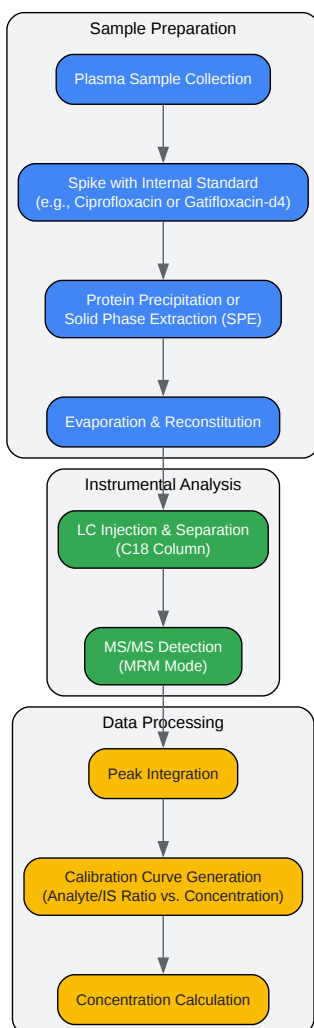 Sample Preparation
Plasma Sample Collection
Spike with Internal Standard
(e.g., Ciprofloxacin or Gatifloxacin-d4)
Protein Precipitation or
Solid Phase Extraction (SPE)
Evaporation & Reconstitution
Instrumental Analysis
LC Injection & Separation
(C18 Column)
MS/MS Detection
(MRM Mode)
Data Processing
Peak Integration
Calibration Curve Generation
(Analyte/IS Ratio vs. Concentration)
Concentration Calculation